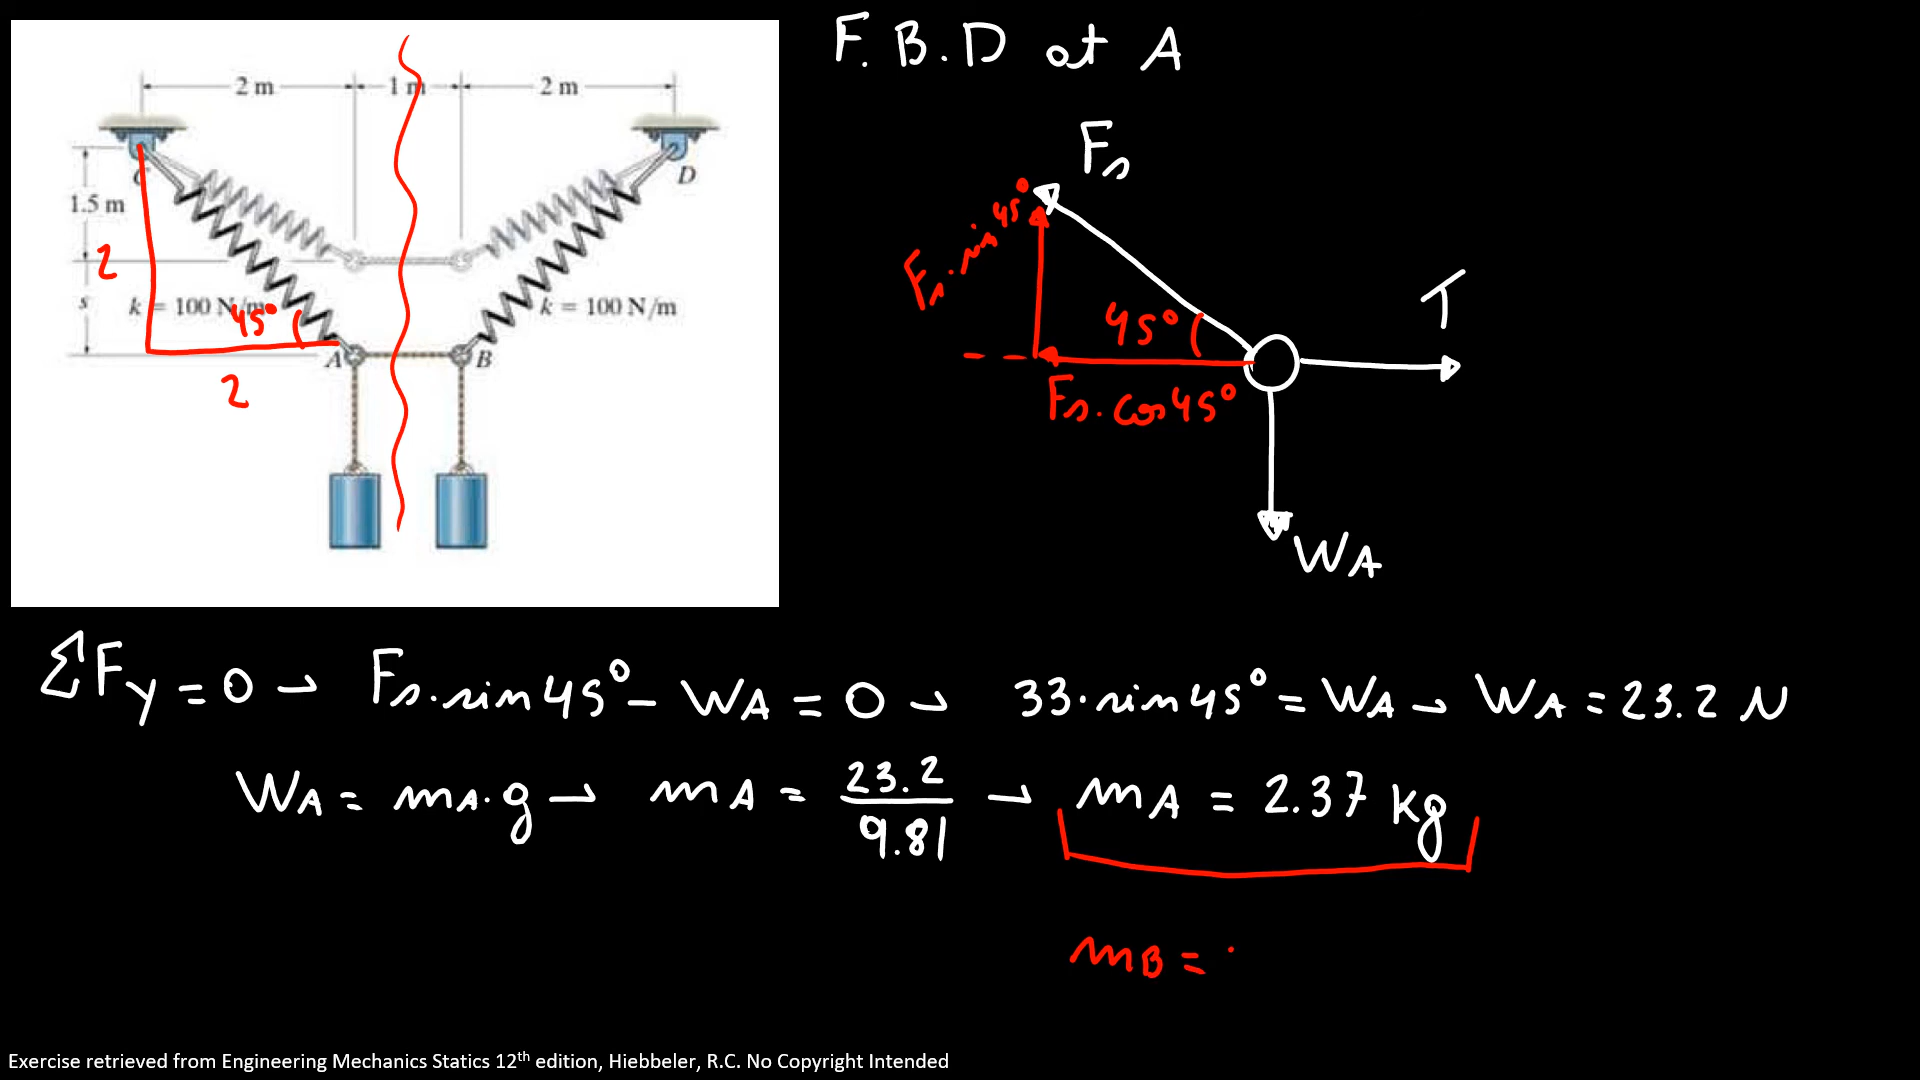 F.B.D at A
2 m 1 m 2 m
C
D
1.5 m
2
s
k = 100 N/m
45°
k = 100 N/m
A
B
2
Fs
Fs.sin45°
45°
T
Fs.cos45°
WA
ΣFy=0 → Fs.sin45° - WA = 0 → 33.sin45° = WA → WA = 23.2 N
WA = mA.g → mA = 23.2/9.81 → mA = 2.37 kg
mB =
Exercise retrieved from Engineering Mechanics Statics 12th edition, Hiebbeler, R.C. No Copyright Intended